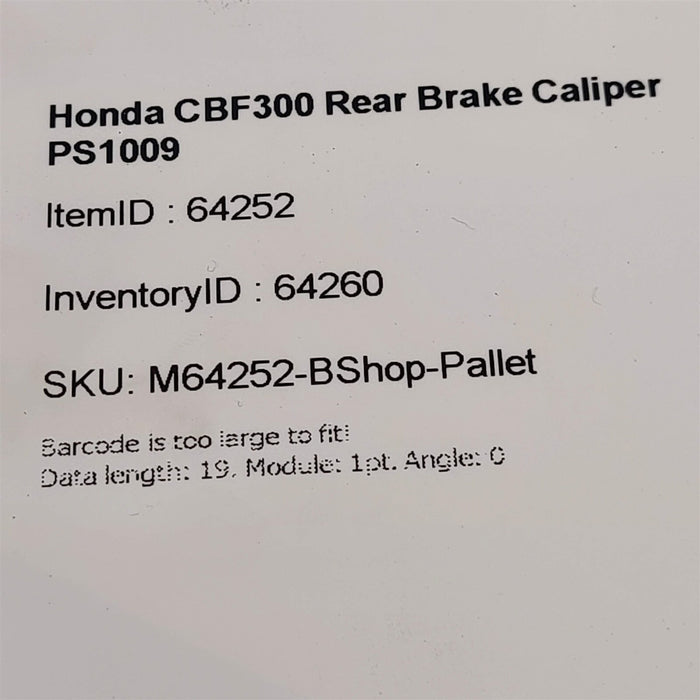 Honda CBF300 Rear Brake Caliper
PS1009
ItemID : 64252
InventoryID : 64260
SKU: M64252-BShop-Pallet
Barcode is too large to fit!
Data length: 19, Module: 1pt. Angle: 0